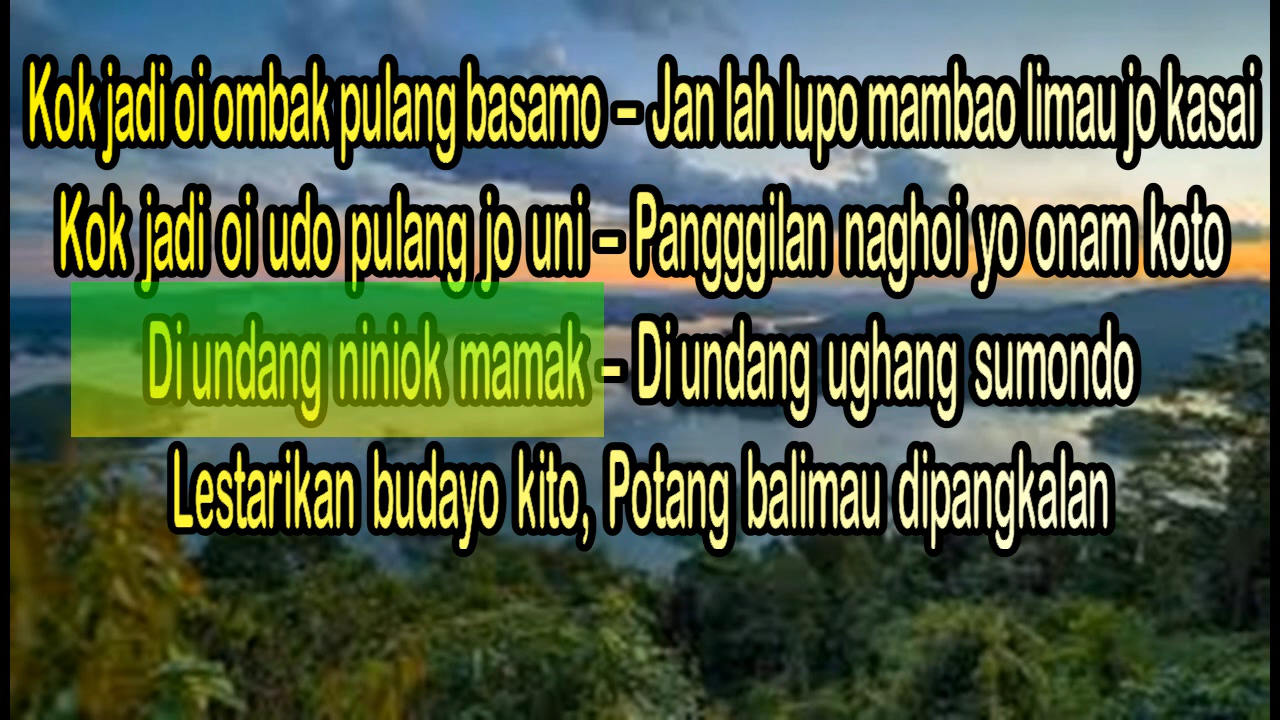 Kok jadi oi ombak pulang basamo – Jan lah lupo mambao limau jo kasai
Kok jadi oi udo pulang jo uni – Pangggilan naghoi yo onam koto
Di undang niniok mamak – Di undang ughang sumondo
Lestarikan budayo kito, Potang balimau dipangkalan